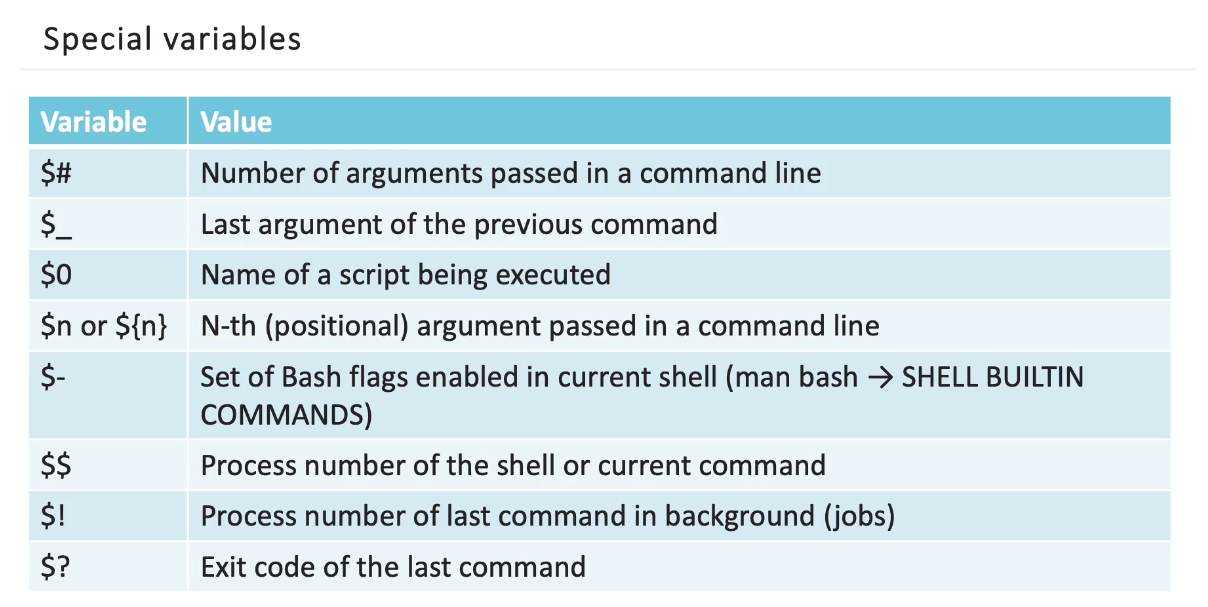 Special variables
Variable Value
$# Number of arguments passed in a command line
$_ Last argument of the previous command
$0 Name of a script being executed
$n or ${n} N-th (positional) argument passed in a command line
$- Set of Bash flags enabled in current shell (man bash → SHELL BUILTIN
COMMANDS)
$$ Process number of the shell or current command
$! Process number of last command in background (jobs)
$? Exit code of the last command